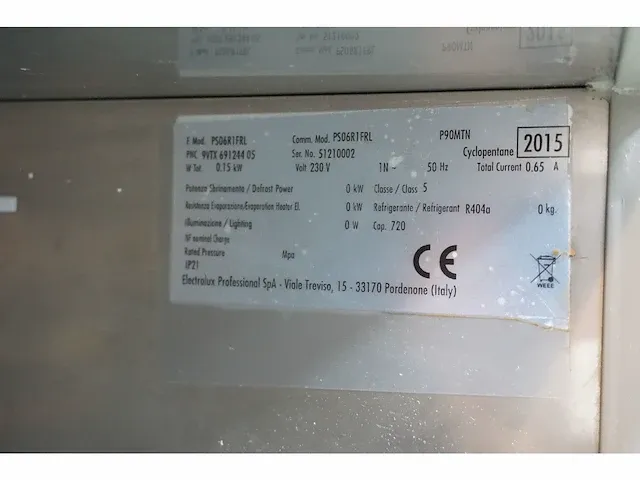 F. Mod. PS06R1FRL Comm. Mod. PS06R1FRL P90MTN
PNC 9VTX 691244 05 Ser. No. 51210002 Cyclopentane 2015
W Tot. 0.15 kW Volt 230 V 1N ~ 50 Hz Total Current 0.65 A
Potenza Sbrinamento / Defrost Power 0 kW Classe / Class 5
Resistenza Evaporazione/Evaporation Heater El. 0 kW Refrigerante / Refrigerant R404a 0 kg.
Illuminazione / Lighting 0 W Cap. 720
NF nominal Charge
Rated Pressure Mpa
IP21
CE
WEEE
Electrolux Professional SpA - Viale Treviso, 15 - 33170 Pordenone (Italy)